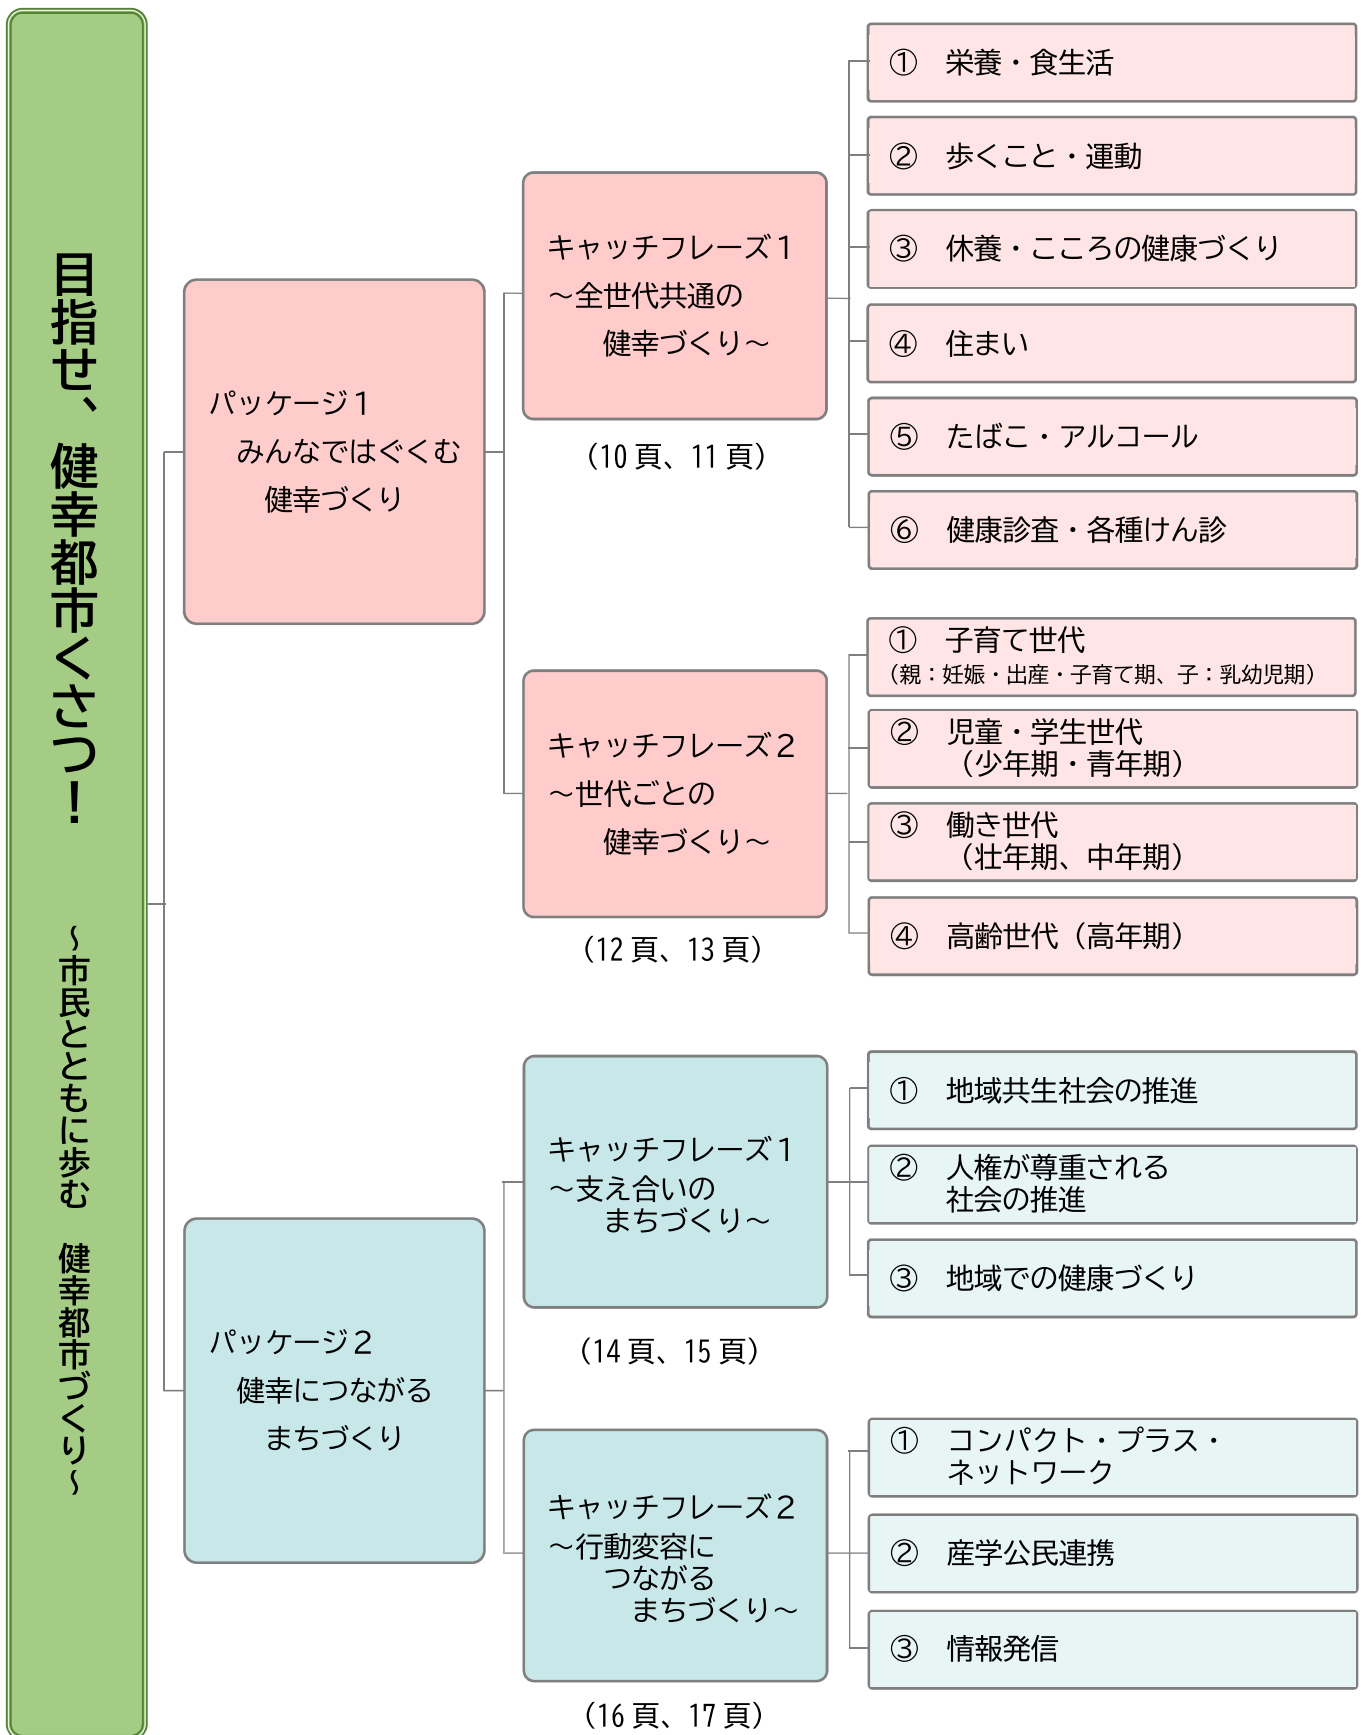 目指せ、健幸都市くさつ！
～市民とともに歩む　健幸都市づくり～
パッケージ１
みんなではぐくむ
健幸づくり
キャッチフレーズ１
～全世代共通の
健幸づくり～
（10 頁、11 頁）
①　栄養・食生活
②　歩くこと・運動
③　休養・こころの健康づくり
④　住まい
⑤　たばこ・アルコール
⑥　健康診査・各種けん診
キャッチフレーズ２
～世代ごとの
健幸づくり～
（12 頁、13 頁）
①　子育て世代
（親：妊娠・出産・子育て期、子：乳幼児期）
②　児童・学生世代
（少年期・青年期）
③　働き世代
（壮年期、中年期）
④　高齢世代（高年期）
パッケージ２
健幸につながる
まちづくり
キャッチフレーズ１
～支え合いの
まちづくり～
（14 頁、15 頁）
①　地域共生社会の推進
②　人権が尊重される
社会の推進
③　地域での健康づくり
キャッチフレーズ２
～行動変容に
つながる
まちづくり～
（16 頁、17 頁）
①　コンパクト・プラス・
ネットワーク
②　産学公民連携
③　情報発信